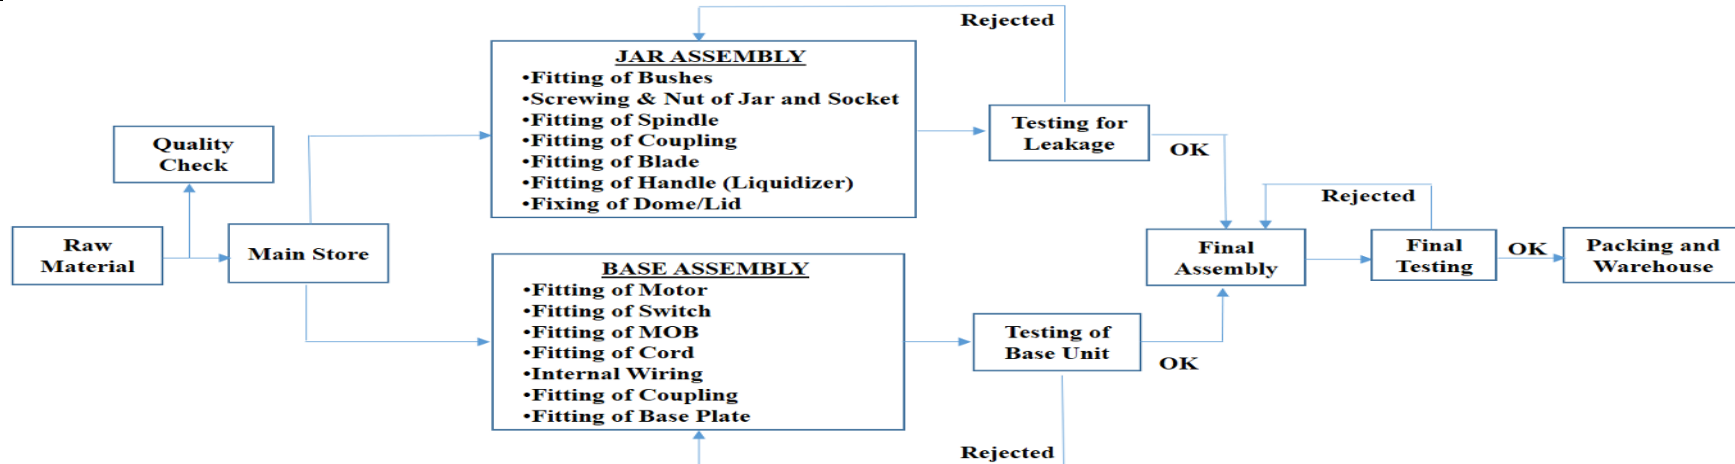 Raw
Material
Quality
Check
Main Store
JAR ASSEMBLY
•Fitting of Bushes
•Screwing & Nut of Jar and Socket
•Fitting of Spindle
•Fitting of Coupling
•Fitting of Blade
•Fitting of Handle (Liquidizer)
•Fixing of Dome/Lid
BASE ASSEMBLY
•Fitting of Motor
•Fitting of Switch
•Fitting of MOB
•Fitting of Cord
•Internal Wiring
•Fitting of Coupling
•Fitting of Base Plate
Rejected
Testing for
Leakage
OK
Testing of
Base Unit
OK
Rejected
Final
Assembly
Rejected
Final
Testing
OK
Packing and
Warehouse